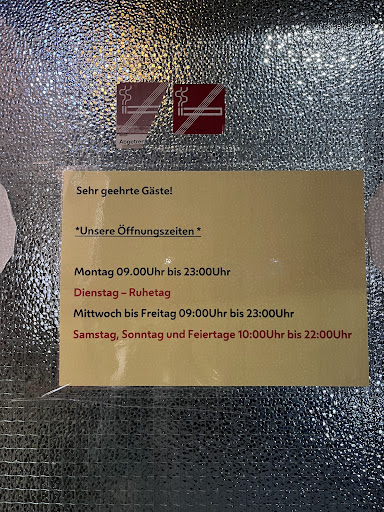 Abgetren
Sehr geehrte Gäste!
*Unsere Öffnungszeiten *
Montag 09.00Uhr bis 23:00Uhr
Dienstag – Ruhetag
Mittwoch bis Freitag 09:00Uhr bis 23:00Uhr
Samstag, Sonntag und Feiertage 10:00Uhr bis 22:00Uhr